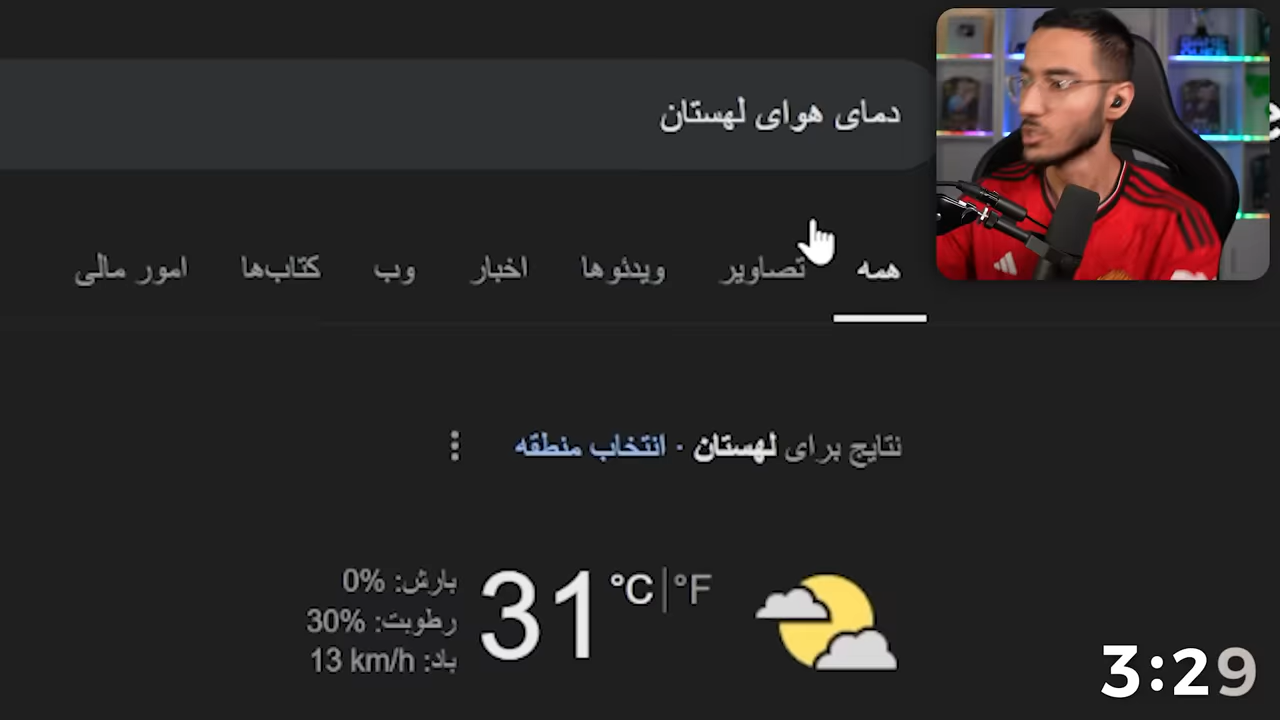 دمای هوای لهستان
همه تصاویر ویدئوها اخبار وب کتاب‌ها امور مالی
نتایج برای لهستان · انتخاب منطقه
31 °C | °F
بارش: 0%
رطوبت: 30%
باد: 13 km/h
3:29